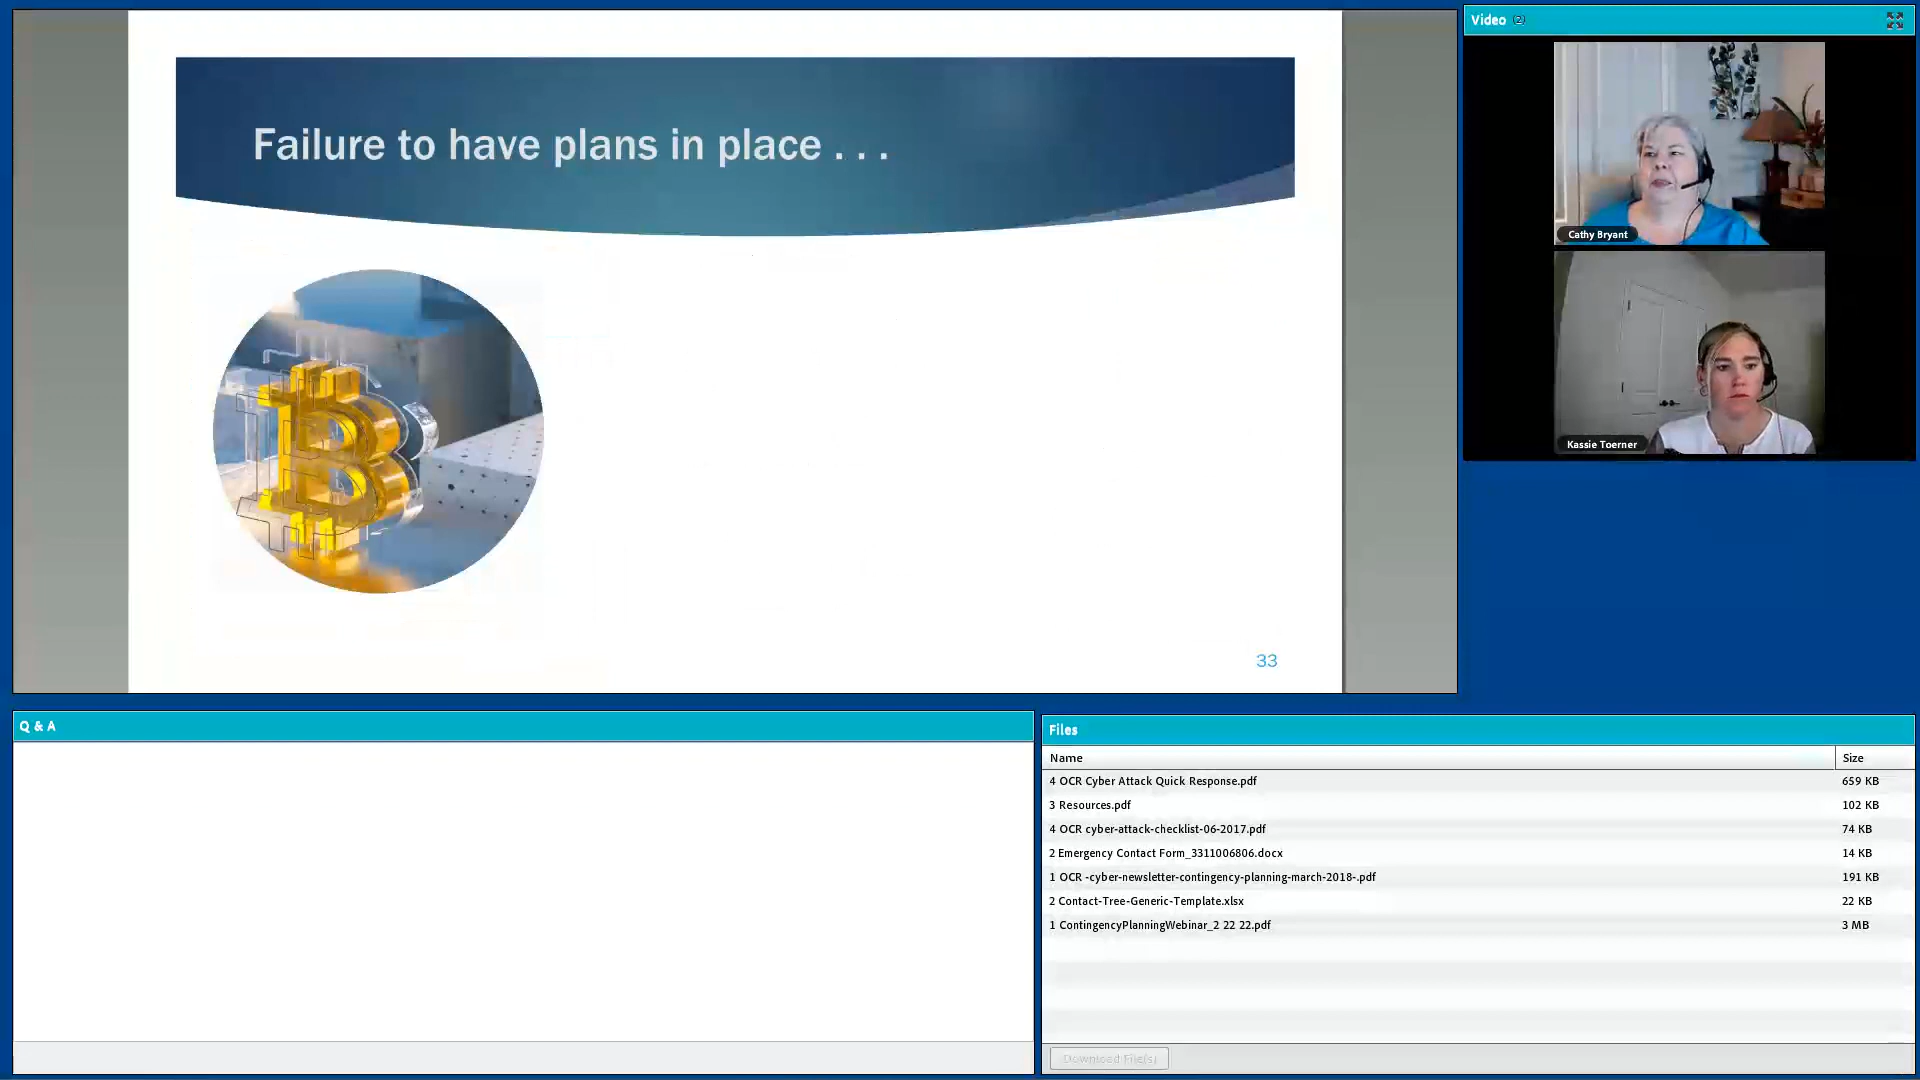 Failure to have plans in place . . .
33
Video (2)
Cathy Bryant
Kassie Toerner
Q & A
Files
Name Size
4 OCR Cyber Attack Quick Response.pdf 659 KB
3 Resources.pdf 102 KB
4 OCR cyber-attack-checklist-06-2017.pdf 74 KB
2 Emergency Contact Form_3311006806.docx 14 KB
1 OCR -cyber-newsletter-contingency-planning-march-2018-.pdf 191 KB
2 Contact-Tree-Generic-Template.xlsx 22 KB
1 ContingencyPlanningWebinar_2 22 22.pdf 3 MB
Download File(s)